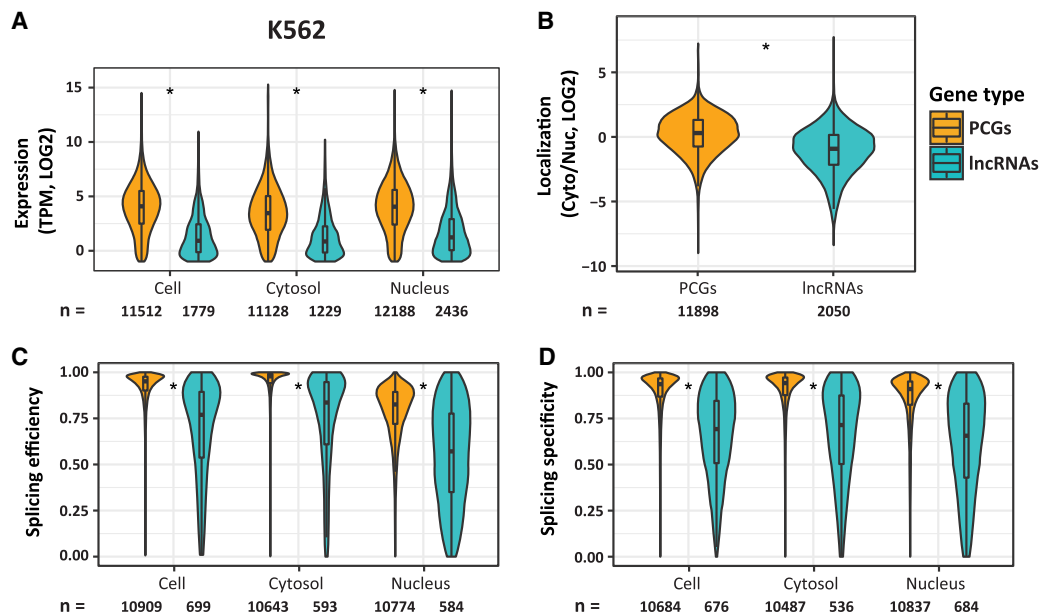 A
K562
Expression
(TPM, LOG2)
15
10
5
0
*
*
*
Cell
Cytosol
Nucleus
n =
11512
1779
11128
1229
12188
2436
B
Localization
(Cyto/Nuc, LOG2)
5
0
−5
−10
*
PCGs
lncRNAs
n =
11898
2050
Gene type
PCGs
lncRNAs
C
Splicing efficiency
1.00
0.75
0.50
0.25
0.00
*
*
*
Cell
Cytosol
Nucleus
n =
10909
699
10643
593
10774
584
D
Splicing specificity
1.00
0.75
0.50
0.25
0.00
*
*
*
Cell
Cytosol
Nucleus
n =
10684
676
10487
536
10837
684